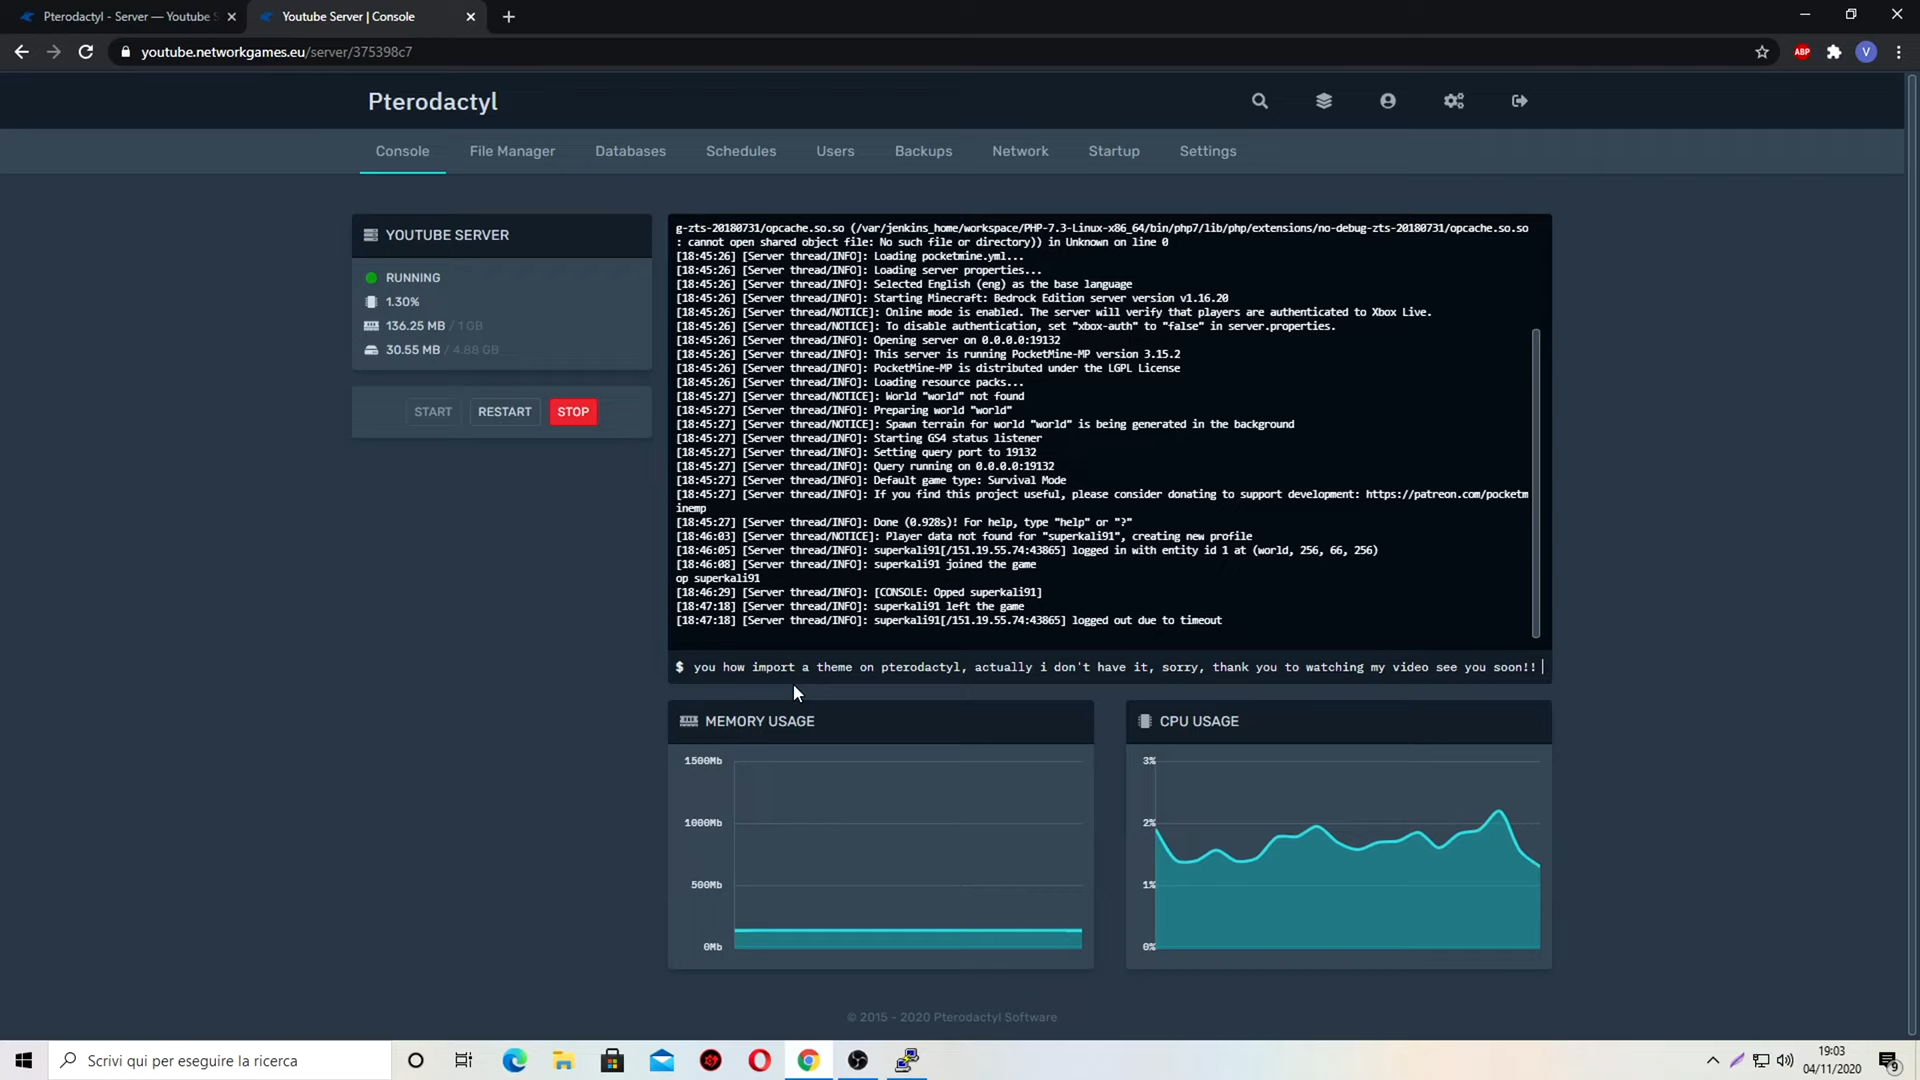 Pterodactyl - Server — Youtube S
Youtube Server | Console
youtube.networkgames.eu/server/375398c7
ABP
V
Pterodactyl
Console
File Manager
Databases
Schedules
Users
Backups
Network
Startup
Settings
YOUTUBE SERVER
RUNNING
1.30%
136.25 MB / 1 GB
30.55 MB / 4.88 GB
START
RESTART
STOP
g-zts-20180731/opcache.so.so (/var/jenkins_home/workspace/PHP-7.3-Linux-x86_64/bin/php7/lib/php/extensions/no-debug-zts-20180731/opcache.so.so
: cannot open shared object file: No such file or directory)) in Unknown on line 0
[18:45:26] [Server thread/INFO]: Loading pocketmine.yml...
[18:45:26] [Server thread/INFO]: Loading server properties...
[18:45:26] [Server thread/INFO]: Selected English (eng) as the base language
[18:45:26] [Server thread/INFO]: Starting Minecraft: Bedrock Edition server version v1.16.20
[18:45:26] [Server thread/NOTICE]: Online mode is enabled. The server will verify that players are authenticated to Xbox Live.
[18:45:26] [Server thread/NOTICE]: To disable authentication, set "xbox-auth" to "false" in server.properties.
[18:45:26] [Server thread/INFO]: Opening server on 0.0.0.0:19132
[18:45:26] [Server thread/INFO]: This server is running PocketMine-MP version 3.15.2
[18:45:26] [Server thread/INFO]: PocketMine-MP is distributed under the LGPL License
[18:45:26] [Server thread/INFO]: Loading resource packs...
[18:45:27] [Server thread/NOTICE]: World "world" not found
[18:45:27] [Server thread/INFO]: Preparing world "world"
[18:45:27] [Server thread/NOTICE]: Spawn terrain for world "world" is being generated in the background
[18:45:27] [Server thread/INFO]: Starting GS4 status listener
[18:45:27] [Server thread/INFO]: Setting query port to 19132
[18:45:27] [Server thread/INFO]: Query running on 0.0.0.0:19132
[18:45:27] [Server thread/INFO]: Default game type: Survival Mode
[18:45:27] [Server thread/INFO]: If you find this project useful, please consider donating to support development: https://patreon.com/pocketm
inemp
[18:45:27] [Server thread/INFO]: Done (0.928s)! For help, type "help" or "?"
[18:46:03] [Server thread/NOTICE]: Player data not found for "superkali91", creating new profile
[18:46:05] [Server thread/INFO]: superkali91[/151.19.55.74:43865] logged in with entity id 1 at (world, 256, 66, 256)
[18:46:08] [Server thread/INFO]: superkali91 joined the game
op superkali91
[18:46:29] [Server thread/INFO]: [CONSOLE: Opped superkali91]
[18:47:18] [Server thread/INFO]: superkali91 left the game
[18:47:18] [Server thread/INFO]: superkali91[/151.19.55.74:43865] logged out due to timeout
$ you how import a theme on pterodactyl, actually i don't have it, sorry, thank you to watching my video see you soon!!
MEMORY USAGE
1500Mb
1000Mb
500Mb
0Mb
CPU USAGE
3%
2%
1%
0%
© 2015 - 2020 Pterodactyl Software
Scrivi qui per eseguire la ricerca
19:03
04/11/2020
9